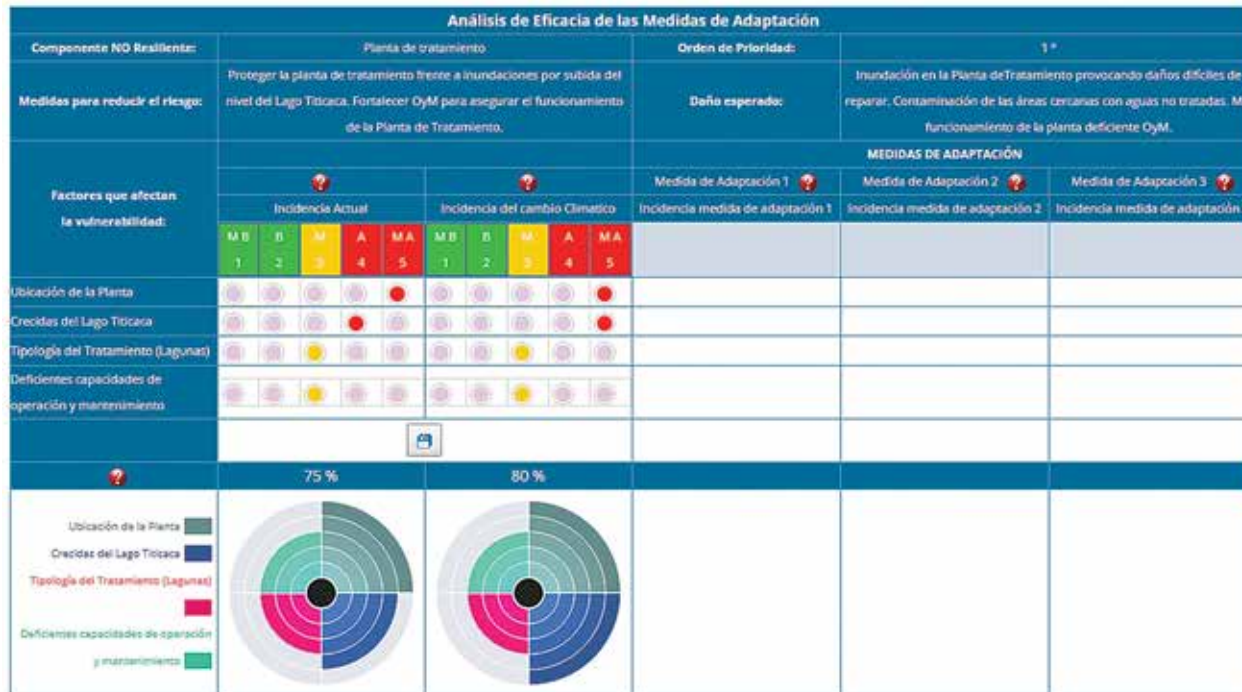 Análisis de Eficacia de las Medidas de Adaptación
Componente NO Resiliente:
Planta de tratamiento
Orden de Prioridad:
1 °
Medidas para reducir el riesgo:
Proteger la planta de tratamiento frente a inundaciones por subida del
nivel del Lago Titicaca. Fortalecer OyM para asegurar el funcionamiento
de la Planta de Tratamiento.
Daño esperado:
Inundación en la Planta deTratamiento provocando daños difíciles de
reparar. Contaminación de las áreas cercanas con aguas no tratadas. M
funcionamiento de la planta deficiente OyM.
Factores que afectan
la vulnerabilidad:
MEDIDAS DE ADAPTACIÓN
? ?
Medida de Adaptación 1 ? Medida de Adaptación 2 ? Medida de Adaptación 3 ?
Incidencia Actual
Incidencia del cambio Climatico
Incidencia medida de adaptación 1
Incidencia medida de adaptación 2
Incidencia medida de adaptación
M B B M A M A M B B M A M A
1 2 3 4 5 1 2 3 4 5
Ubicación de la Planta
Crecidas del Lago Titicaca
Tipología del Tratamiento (Lagunas)
Deficientes capacidades de
operación y mantenimiento
? 75 % 80 %
Ubicación de la Planta
Crecidas del Lago Titicaca
Tipología del Tratamiento (Lagunas)
Deficientes capacidades de operación
y mantenimiento